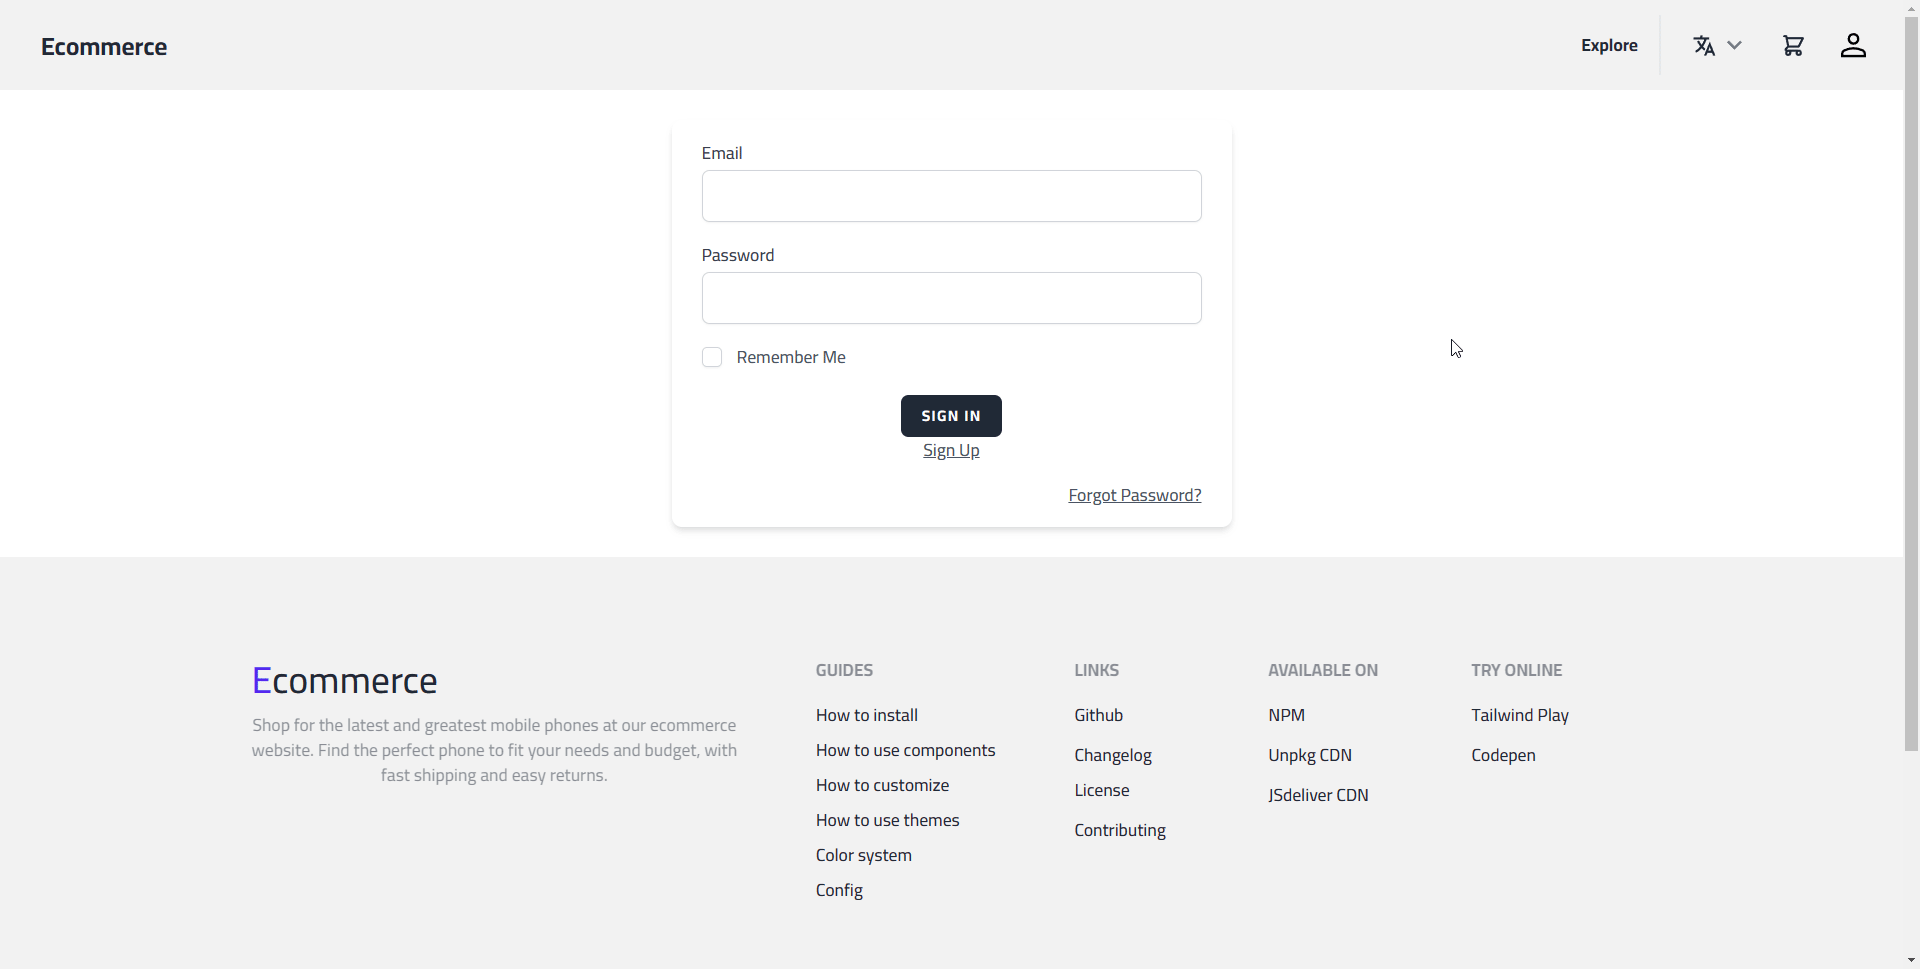 Ecommerce
Explore
Email
Password
Remember Me
SIGN IN
Sign Up
Forgot Password?
Ecommerce
Shop for the latest and greatest mobile phones at our ecommerce
website. Find the perfect phone to fit your needs and budget, with
fast shipping and easy returns.
GUIDES
How to install
How to use components
How to customize
How to use themes
Color system
Config
LINKS
Github
Changelog
License
Contributing
AVAILABLE ON
NPM
Unpkg CDN
JSdeliver CDN
TRY ONLINE
Tailwind Play
Codepen